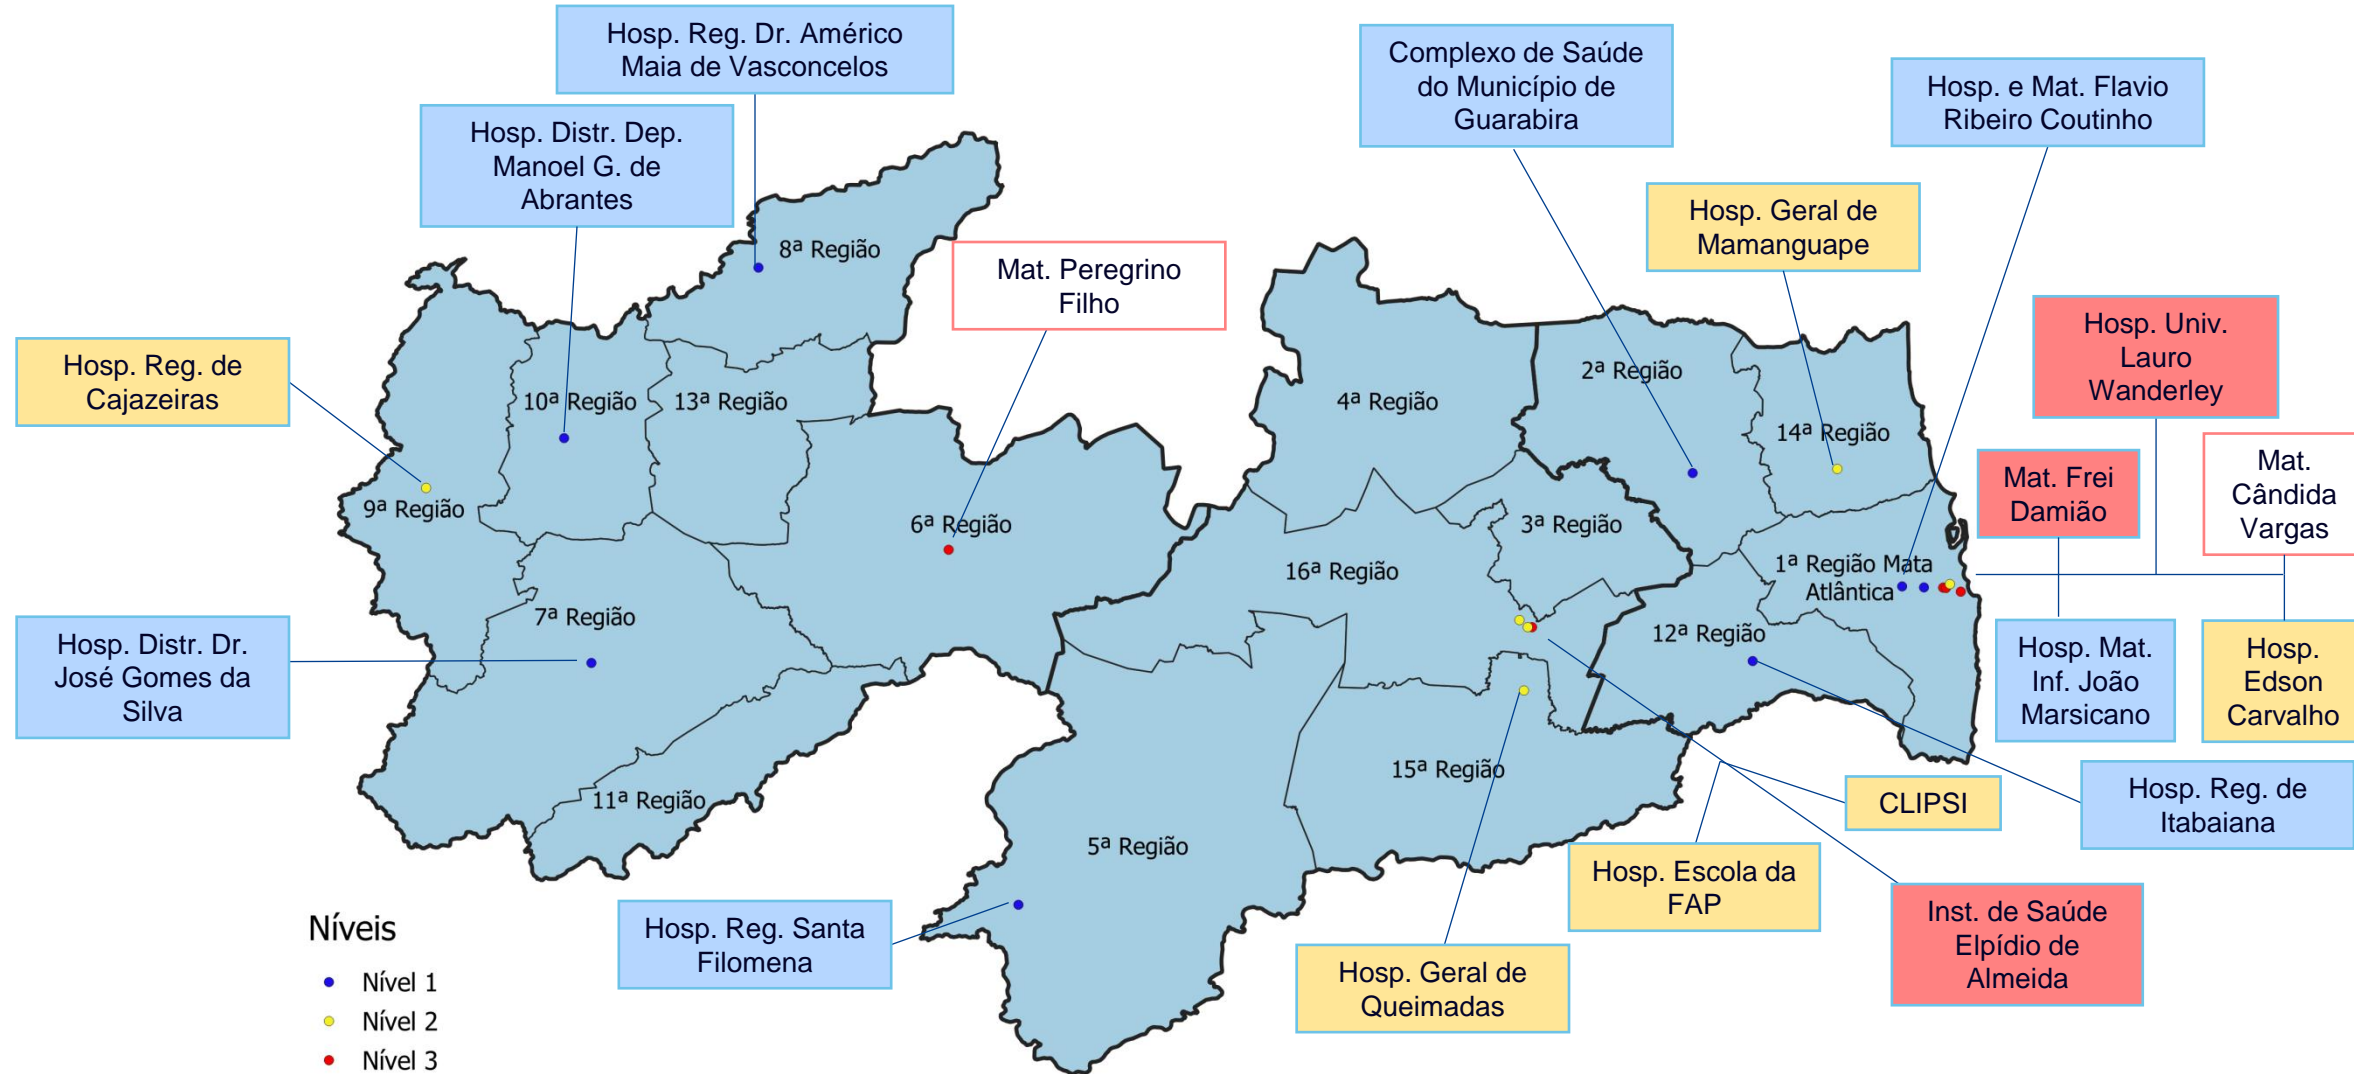 Hosp. Reg. Dr. Américo
Maia de Vasconcelos
Complexo de Saúde
do Município de
Guarabira
Hosp. e Mat. Flavio
Ribeiro Coutinho
Hosp. Distr. Dep.
Manoel G. de
Abrantes
Hosp. Geral de
Mamanguape
8ª Região
Mat. Peregrino
Filho
Hosp. Univ.
Lauro
Wanderley
Hosp. Reg. de
Cajazeiras
10ª Região
13ª Região
4ª Região
2ª Região
14ª Região
Mat. Frei
Damião
Mat.
Cândida
Vargas
9ª Região
6ª Região
3ª Região
16ª Região
1ª Região Mata
Atlântica
7ª Região
12ª Região
Hosp. Distr. Dr.
José Gomes da
Silva
Hosp. Mat.
Inf. João
Marsicano
Hosp.
Edson
Carvalho
11ª Região
15ª Região
5ª Região
CLIPSI
Hosp. Reg. de
Itabaiana
Hosp. Escola da
FAP
Hosp. Reg. Santa
Filomena
Hosp. Geral de
Queimadas
Inst. de Saúde
Elpídio de
Almeida
Níveis
Nível 1
Nível 2
Nível 3